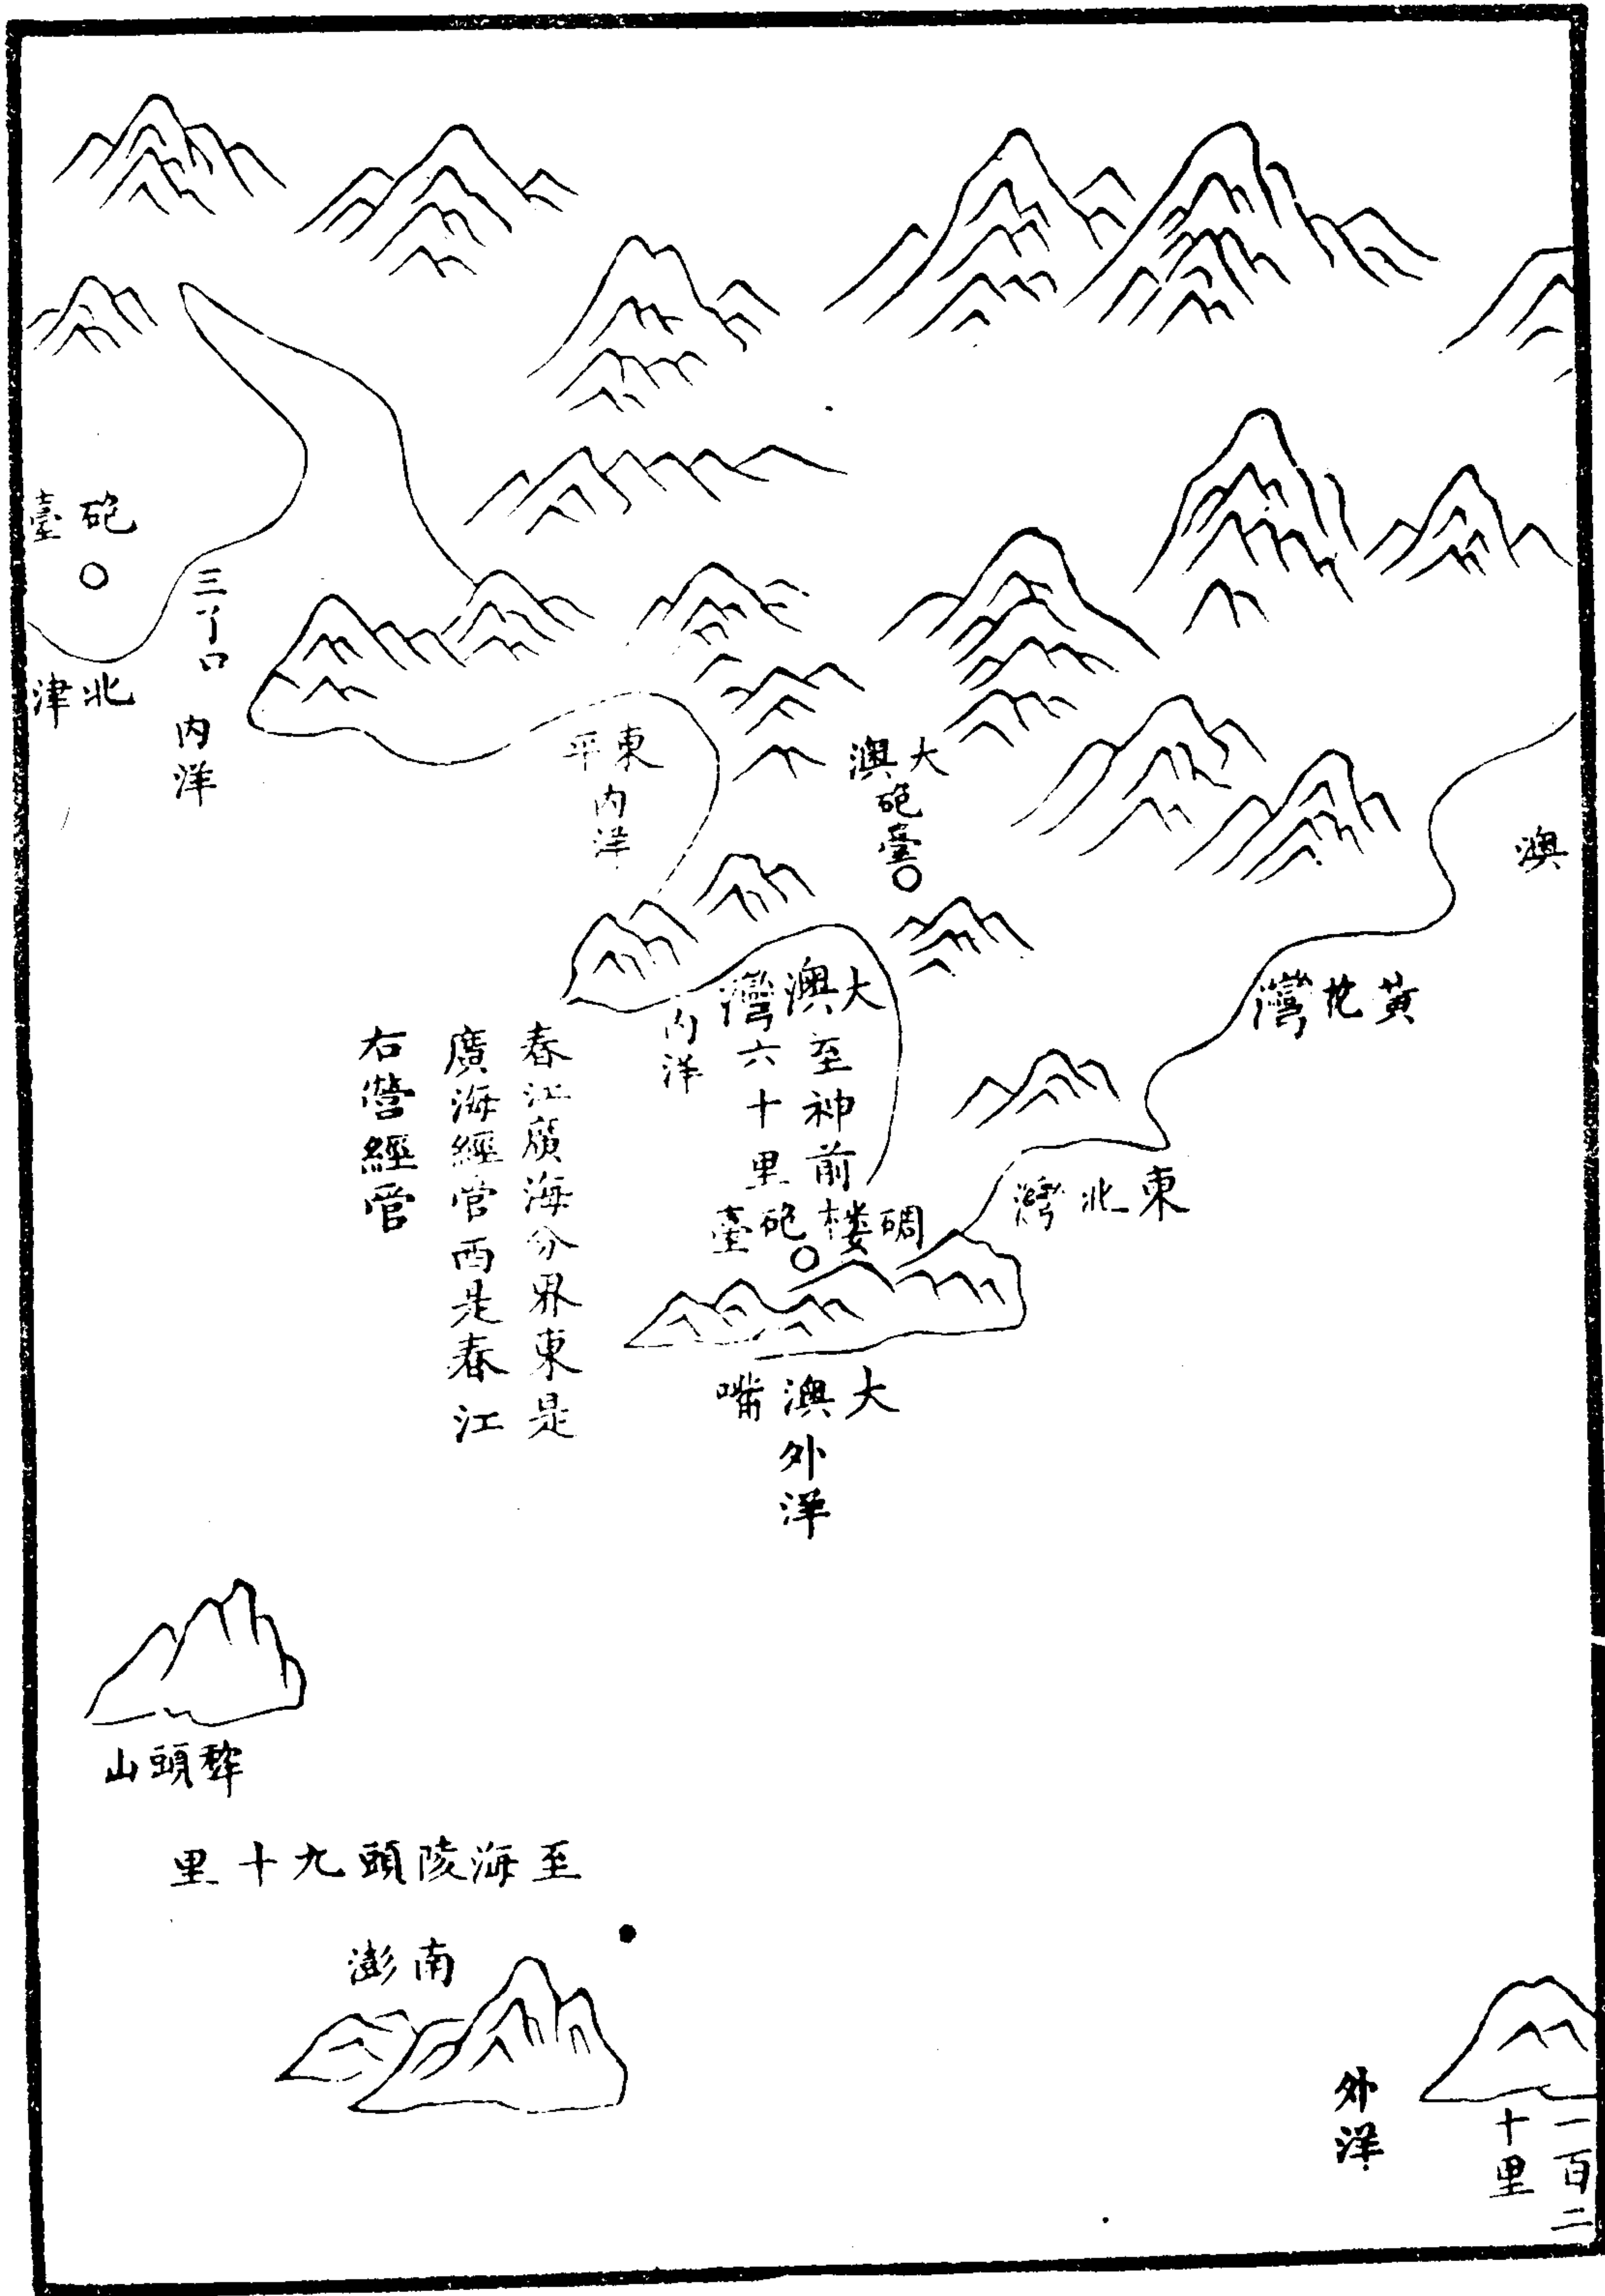 砲臺
北津
三丫口
內洋
東平
內洋
大澳
砲臺
澳
黃花灣
東北灣
大澳至神前
灣六十里
內洋
碉樓砲臺
春江廣海分界東是
廣海經管西是春江
右營經管
大澳嘴
外洋
犂頭山
至海陵頭九十里
南澎
外洋
一百二
十里